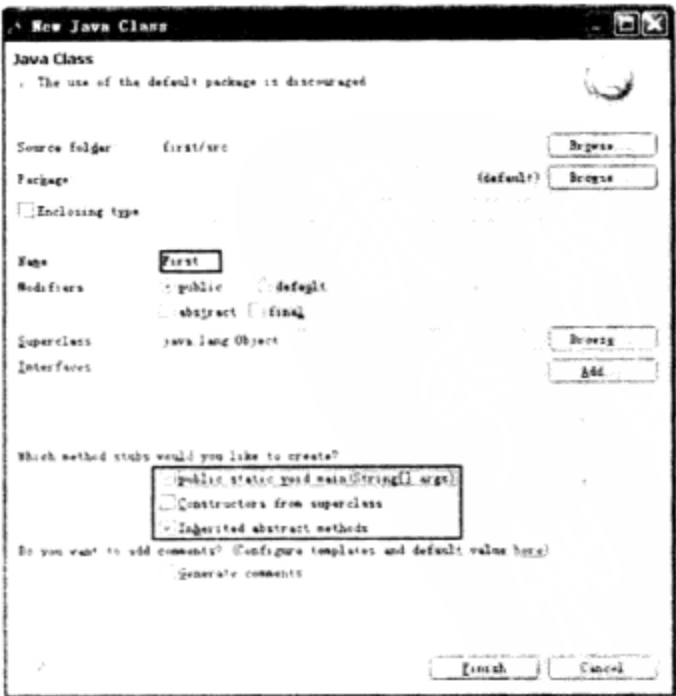 New Java Class
Java Class
The use of the default package is discouraged
Source folder first/src Browse...
Package (default) Browse
Enclosing type
Name First
Modifiers public default
abstract final
Superclass java.lang.Object Browse
Interfaces Add...
Which method stubs would you like to create?
public static void main(String[] args)
Constructors from superclass
Inherited abstract methods
Do you want to add comments? (Configure templates and default value here)
Generate comments
Finish Cancel